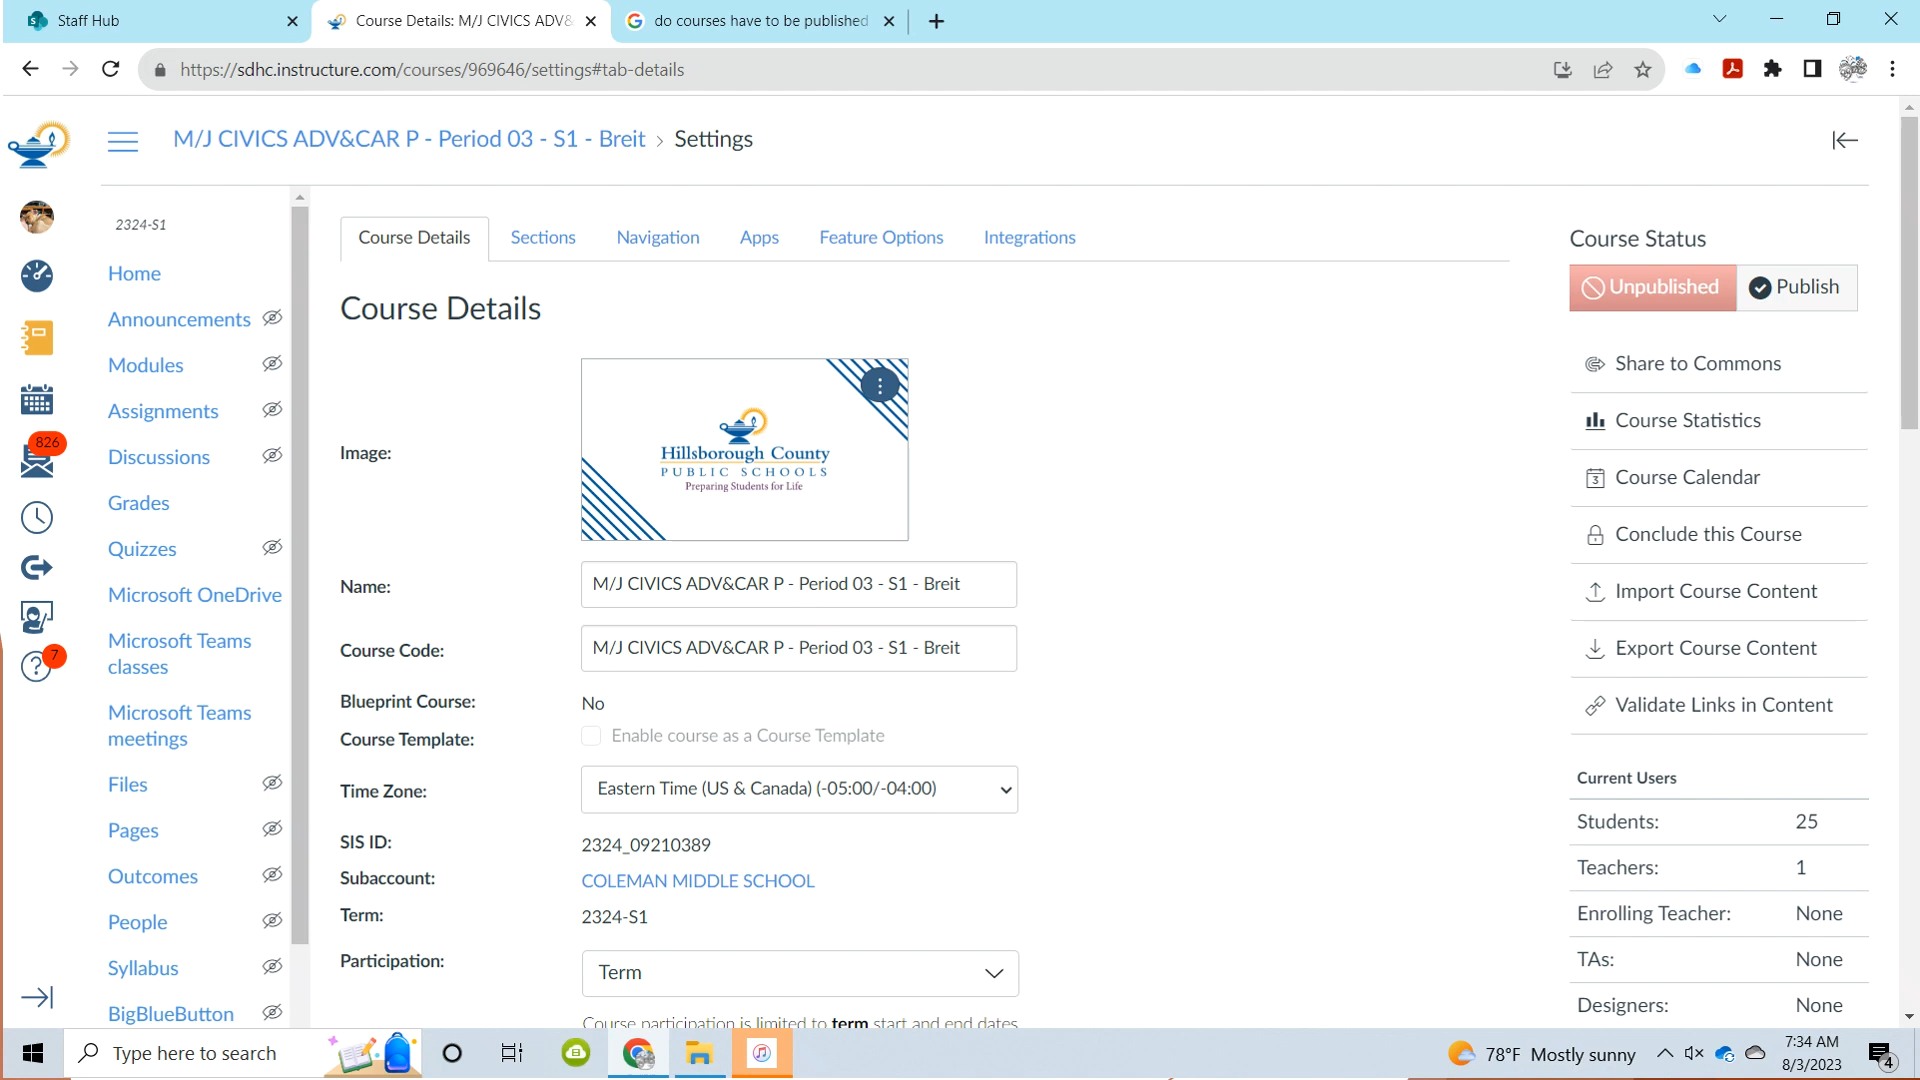 Staff Hub
Course Details: M/J CIVICS ADV&
do courses have to be published
https://sdhc.instructure.com/courses/969646/settings#tab-details
M/J CIVICS ADV&CAR P - Period 03 - S1 - Breit › Settings
2324-S1
Home
Announcements
Modules
Assignments
Discussions
Grades
Quizzes
Microsoft OneDrive
Microsoft Teams
classes
Microsoft Teams
meetings
Files
Pages
Outcomes
People
Syllabus
BigBlueButton
826
7
Course Details
Sections
Navigation
Apps
Feature Options
Integrations
Course Details
Image:
Hillsborough County
PUBLIC SCHOOLS
Preparing Students for Life
Name:
M/J CIVICS ADV&CAR P - Period 03 - S1 - Breit
Course Code:
M/J CIVICS ADV&CAR P - Period 03 - S1 - Breit
Blueprint Course:
No
Course Template:
Enable course as a Course Template
Time Zone:
Eastern Time (US & Canada) (-05:00/-04:00)
SIS ID:
2324_09210389
Subaccount:
COLEMAN MIDDLE SCHOOL
Term:
2324-S1
Participation:
Term
Course participation is limited to term start and end dates
Course Status
Unpublished
Publish
Share to Commons
Course Statistics
3
Course Calendar
Conclude this Course
Import Course Content
Export Course Content
Validate Links in Content
Current Users
Students: 25
Teachers: 1
Enrolling Teacher: None
TAs: None
Designers: None
Type here to search
78°F Mostly sunny
7:34 AM
8/3/2023
4